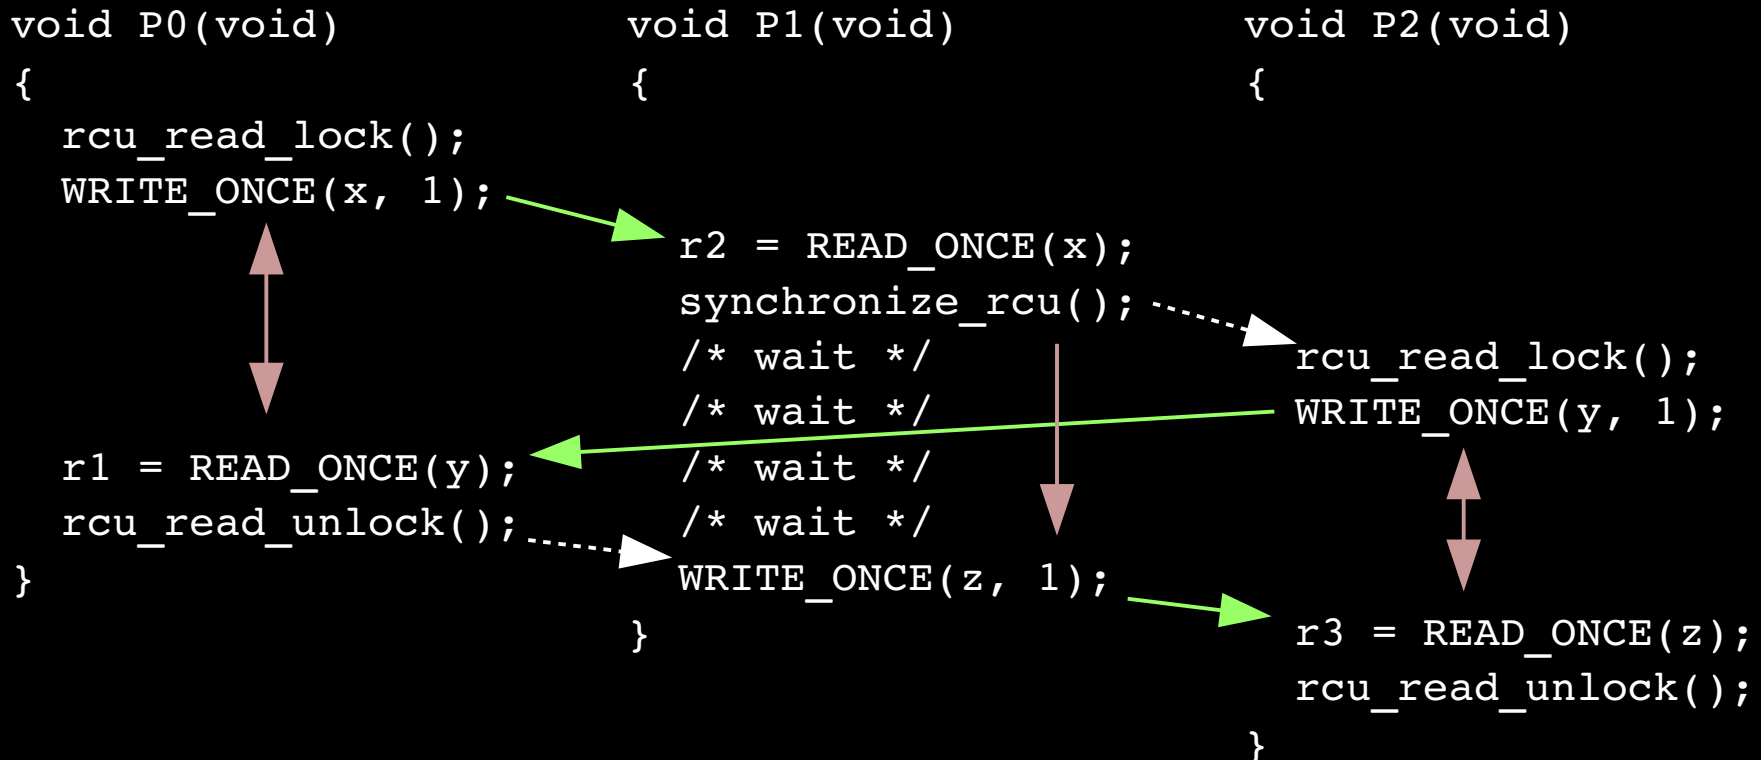 void P0(void)
{
rcu_read_lock();
WRITE_ONCE(x, 1);
r1 = READ_ONCE(y);
rcu_read_unlock();
}
void P1(void)
{
r2 = READ_ONCE(x);
synchronize_rcu();
/* wait */
/* wait */
/* wait */
/* wait */
WRITE_ONCE(z, 1);
}
void P2(void)
{
rcu_read_lock();
WRITE_ONCE(y, 1);
r3 = READ_ONCE(z);
rcu_read_unlock();
}